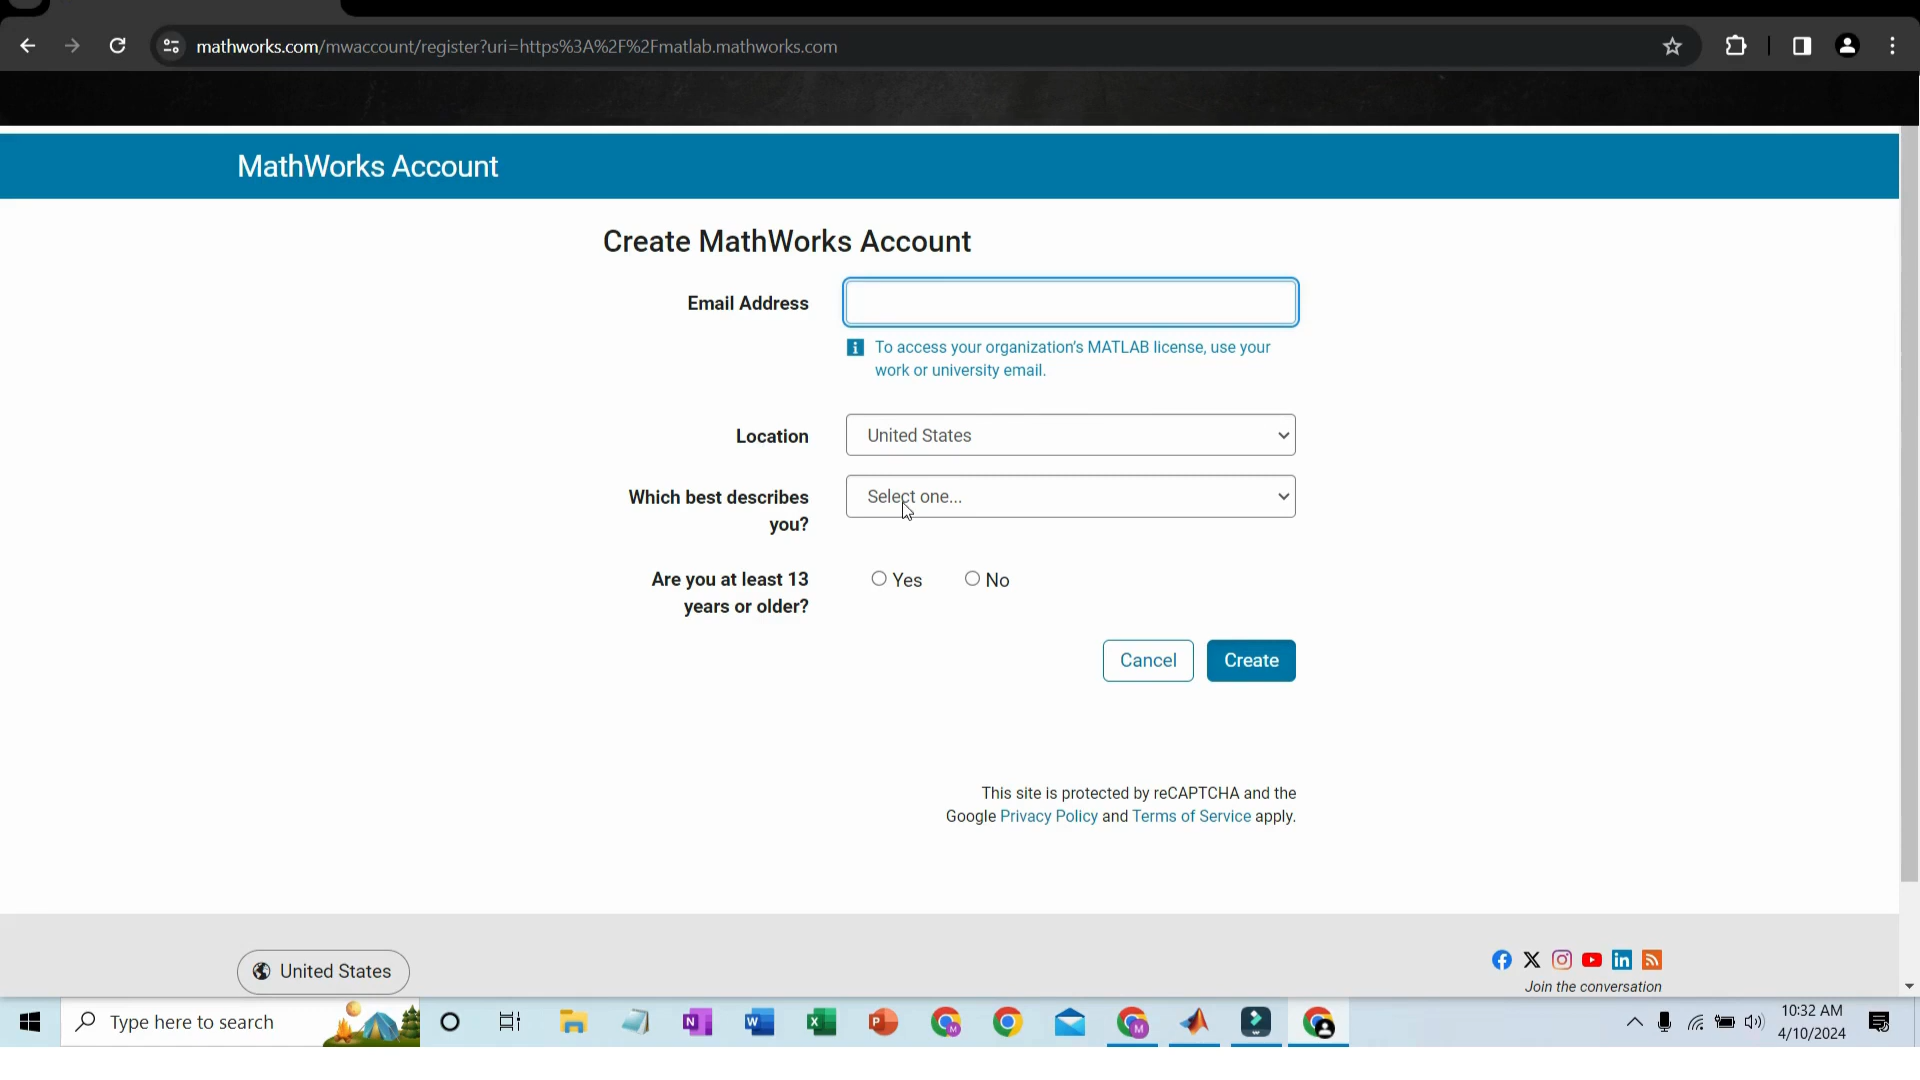 mathworks.com/mwaccount/register?uri=https%3A%2F%2Fmatlab.mathworks.com
MathWorks Account
Create MathWorks Account
Email Address
To access your organization's MATLAB license, use your
work or university email.
Location
United States
Which best describes
you?
Select one...
Are you at least 13
years or older?
Yes
No
Cancel
Create
This site is protected by reCAPTCHA and the
Google Privacy Policy and Terms of Service apply.
United States
Join the conversation
Type here to search
10:32 AM
4/10/2024